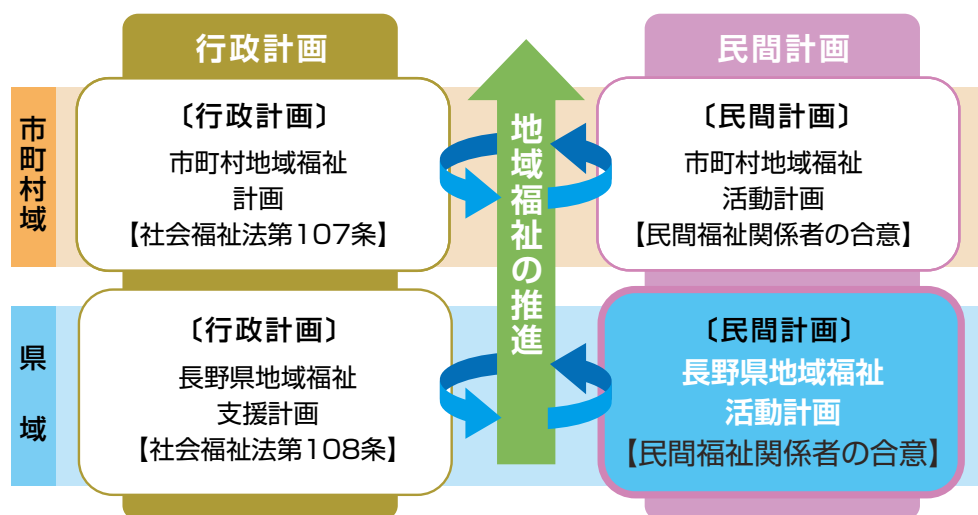 行政計画
民間計画
市町村域
〔行政計画〕
市町村地域福祉
計画
【社会福祉法第107条】
地域福祉の推進
〔民間計画〕
市町村地域福祉
活動計画
【民間福祉関係者の合意】
県域
〔行政計画〕
長野県地域福祉
支援計画
【社会福祉法第108条】
〔民間計画〕
長野県地域福祉
活動計画
【民間福祉関係者の合意】